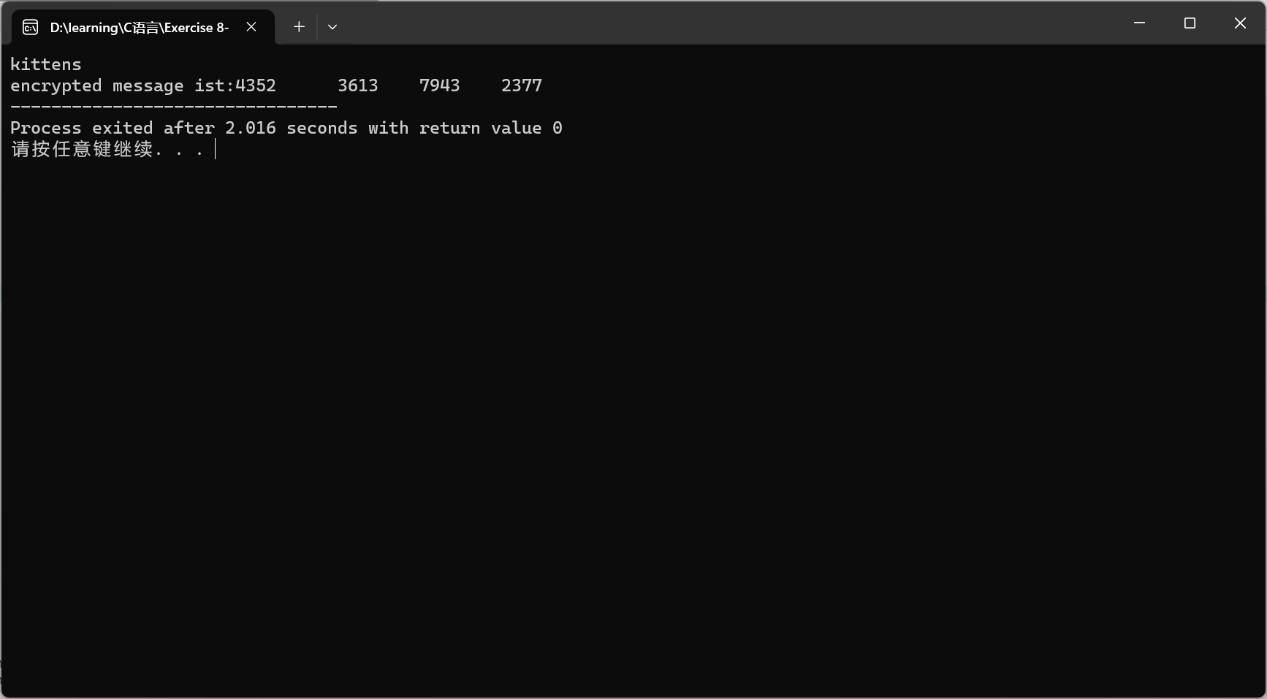 D:\learning\C语言\Exercise 8-
kittens
encrypted message ist:4352      3613    7943    2377
--------------------------------
Process exited after 2.016 seconds with return value 0
请按任意键继续. . .